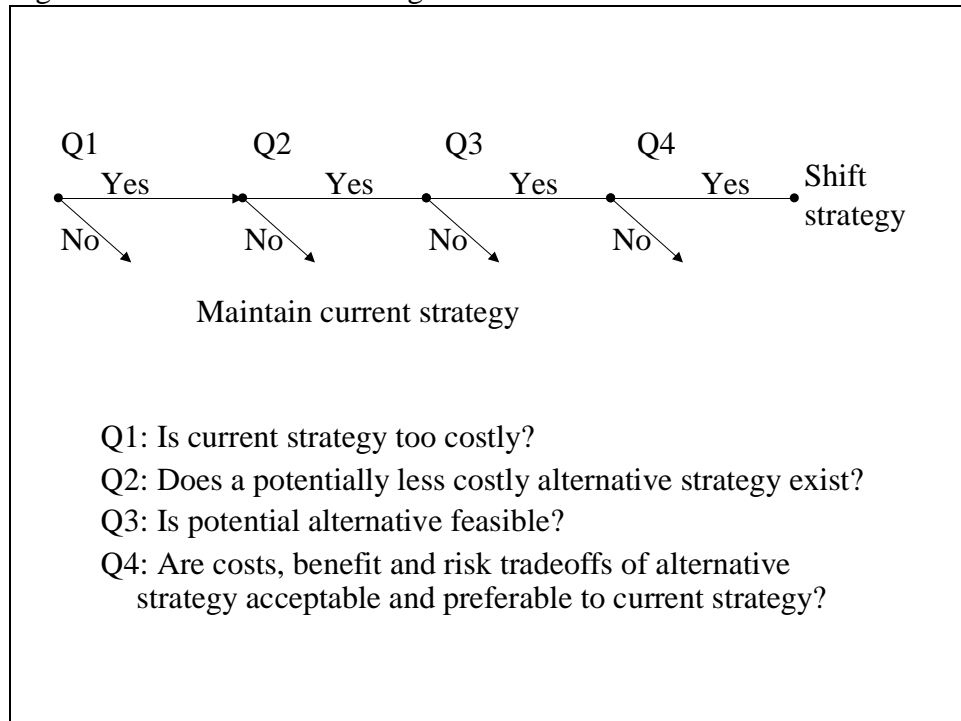 Q1 Q2 Q3 Q4
Yes Yes Yes Yes Shift
strategy
No No No No
Maintain current strategy
Q1: Is current strategy too costly?
Q2: Does a potentially less costly alternative strategy exist?
Q3: Is potential alternative feasible?
Q4: Are costs, benefit and risk tradeoffs of alternative
strategy acceptable and preferable to current strategy?